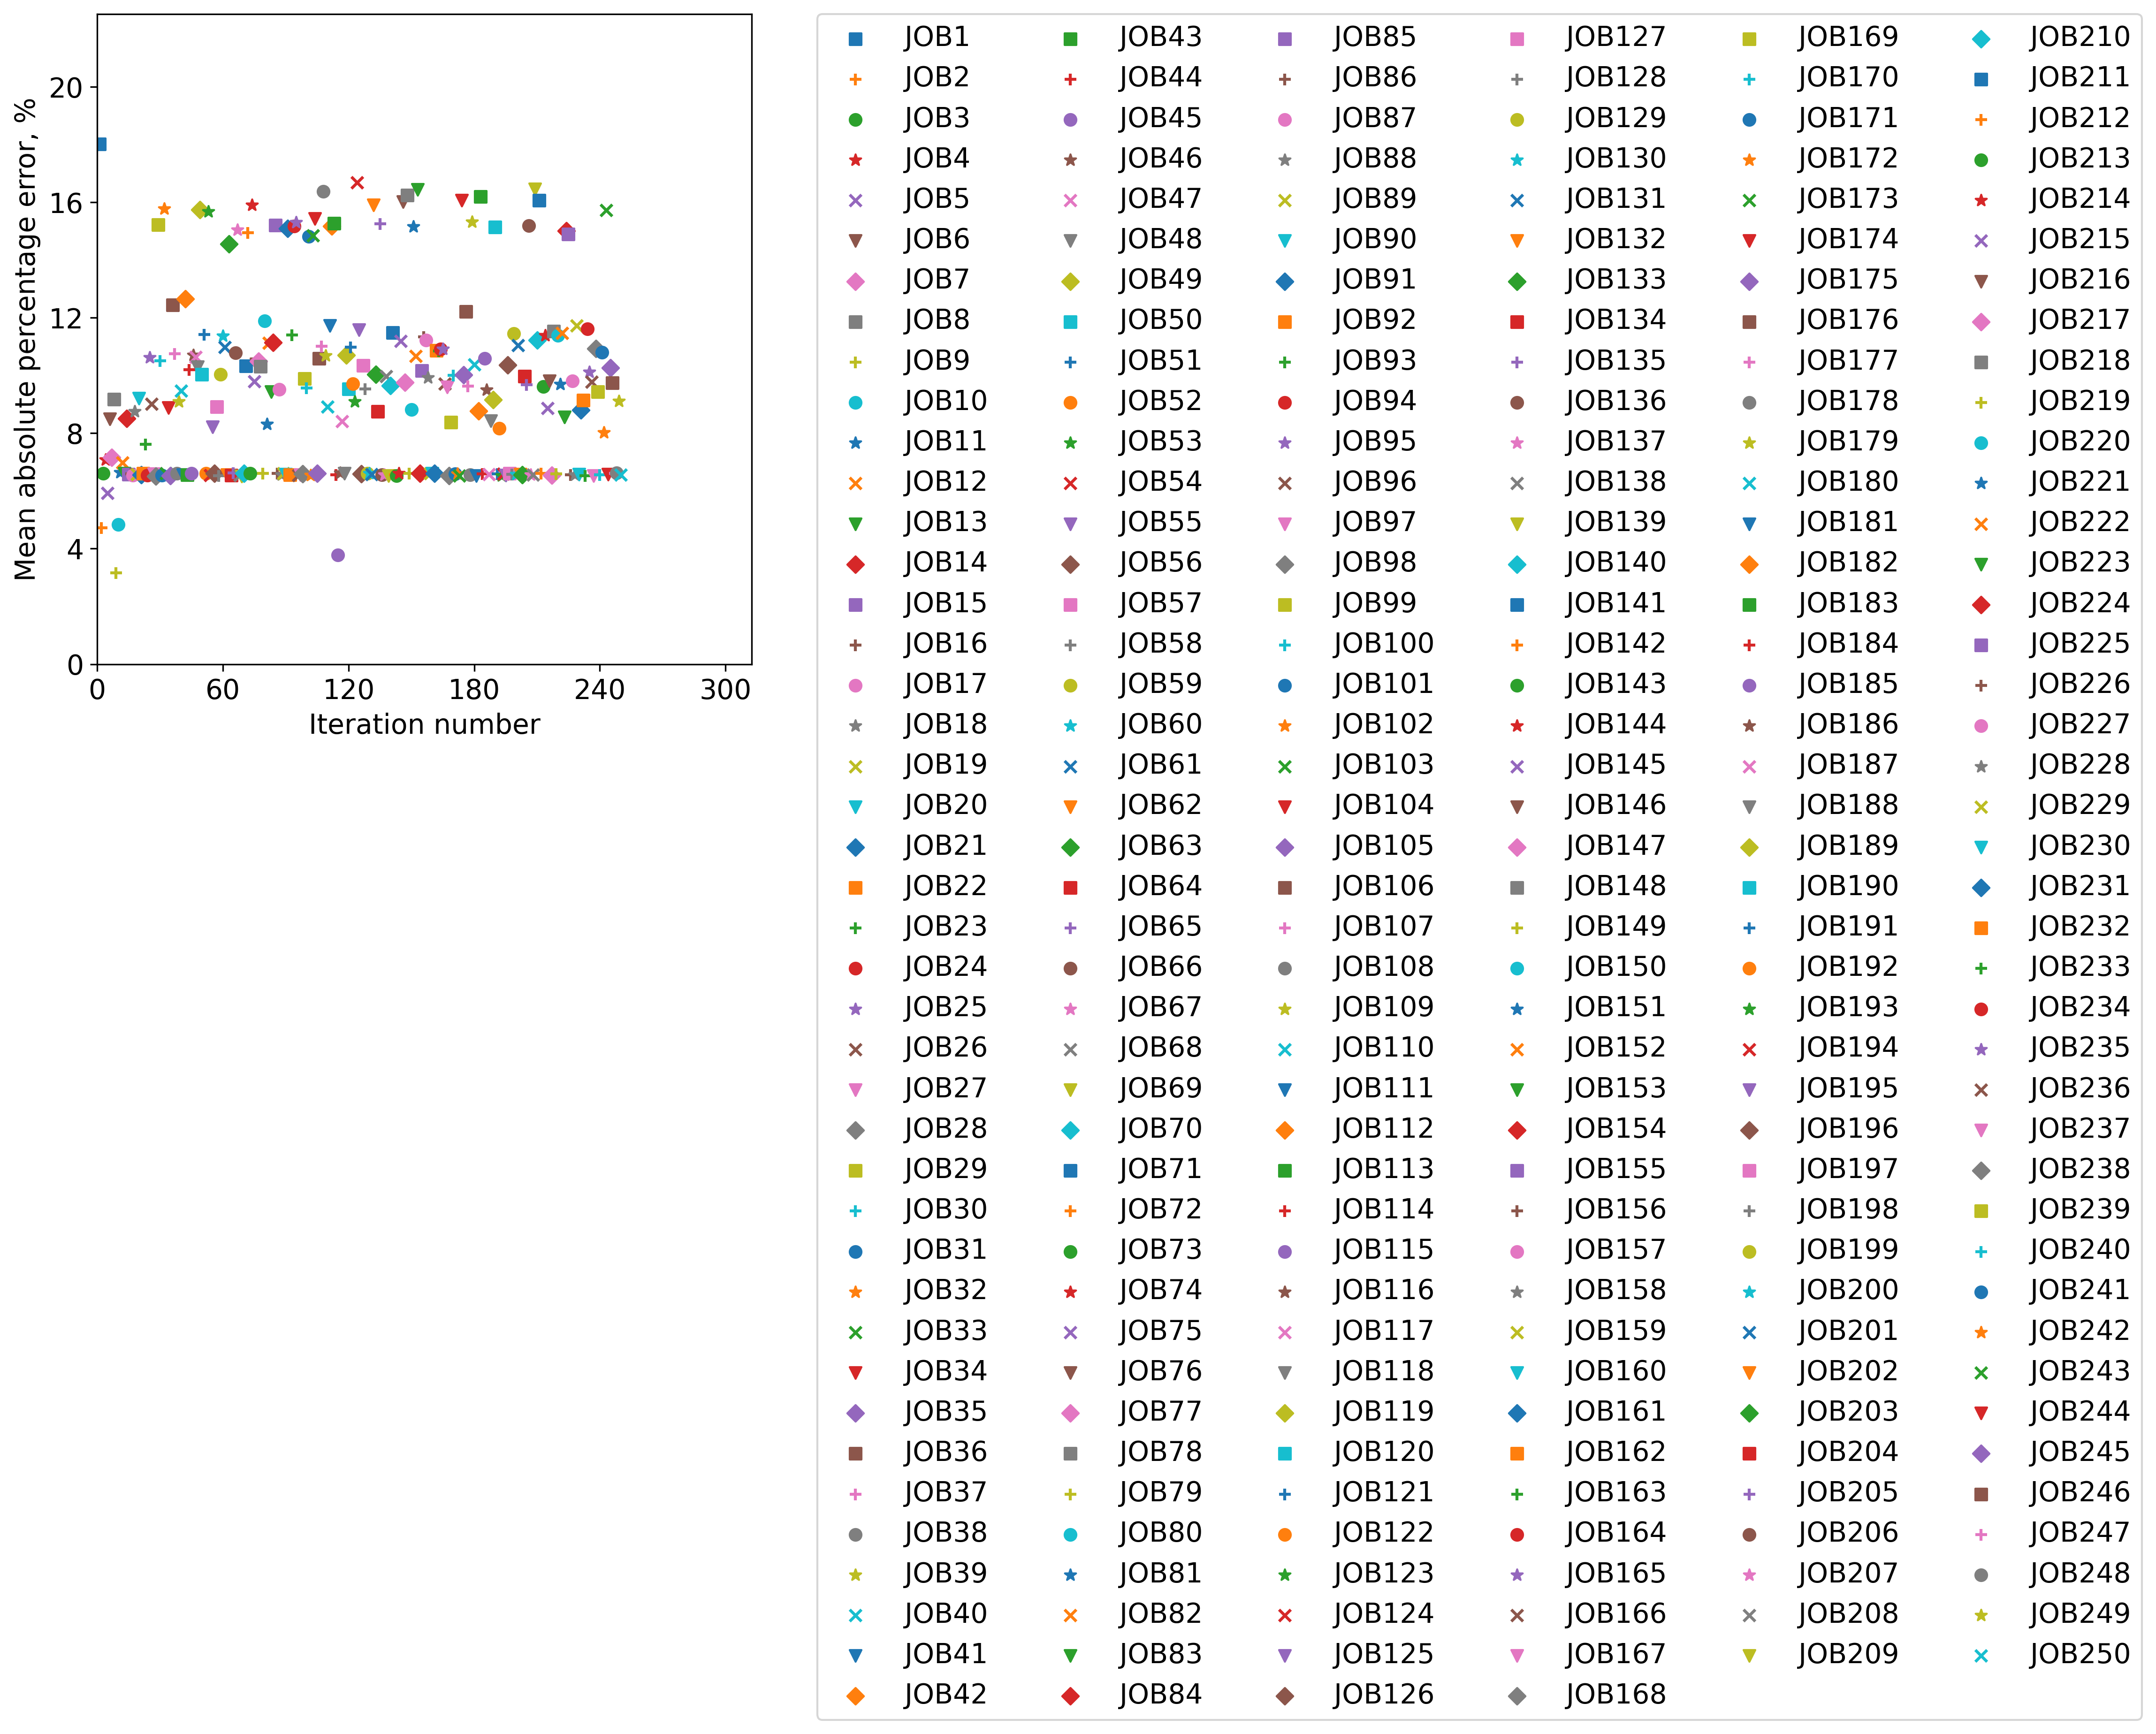 20
16
12
8
4
0
0 60 120 180 240 300
Mean absolute percentage error, %
Iteration number
JOB1 JOB43 JOB85 JOB127 JOB169 JOB210
JOB2 JOB44 JOB86 JOB128 JOB170 JOB211
JOB3 JOB45 JOB87 JOB129 JOB171 JOB212
JOB4 JOB46 JOB88 JOB130 JOB172 JOB213
JOB5 JOB47 JOB89 JOB131 JOB173 JOB214
JOB6 JOB48 JOB90 JOB132 JOB174 JOB215
JOB7 JOB49 JOB91 JOB133 JOB175 JOB216
JOB8 JOB50 JOB92 JOB134 JOB176 JOB217
JOB9 JOB51 JOB93 JOB135 JOB177 JOB218
JOB10 JOB52 JOB94 JOB136 JOB178 JOB219
JOB11 JOB53 JOB95 JOB137 JOB179 JOB220
JOB12 JOB54 JOB96 JOB138 JOB180 JOB221
JOB13 JOB55 JOB97 JOB139 JOB181 JOB222
JOB14 JOB56 JOB98 JOB140 JOB182 JOB223
JOB15 JOB57 JOB99 JOB141 JOB183 JOB224
JOB16 JOB58 JOB100 JOB142 JOB184 JOB225
JOB17 JOB59 JOB101 JOB143 JOB185 JOB226
JOB18 JOB60 JOB102 JOB144 JOB186 JOB227
JOB19 JOB61 JOB103 JOB145 JOB187 JOB228
JOB20 JOB62 JOB104 JOB146 JOB188 JOB229
JOB21 JOB63 JOB105 JOB147 JOB189 JOB230
JOB22 JOB64 JOB106 JOB148 JOB190 JOB231
JOB23 JOB65 JOB107 JOB149 JOB191 JOB232
JOB24 JOB66 JOB108 JOB150 JOB192 JOB233
JOB25 JOB67 JOB109 JOB151 JOB193 JOB234
JOB26 JOB68 JOB110 JOB152 JOB194 JOB235
JOB27 JOB69 JOB111 JOB153 JOB195 JOB236
JOB28 JOB70 JOB112 JOB154 JOB196 JOB237
JOB29 JOB71 JOB113 JOB155 JOB197 JOB238
JOB30 JOB72 JOB114 JOB156 JOB198 JOB239
JOB31 JOB73 JOB115 JOB157 JOB199 JOB240
JOB32 JOB74 JOB116 JOB158 JOB200 JOB241
JOB33 JOB75 JOB117 JOB159 JOB201 JOB242
JOB34 JOB76 JOB118 JOB160 JOB202 JOB243
JOB35 JOB77 JOB119 JOB161 JOB203 JOB244
JOB36 JOB78 JOB120 JOB162 JOB204 JOB245
JOB37 JOB79 JOB121 JOB163 JOB205 JOB246
JOB38 JOB80 JOB122 JOB164 JOB206 JOB247
JOB39 JOB81 JOB123 JOB165 JOB207 JOB248
JOB40 JOB82 JOB124 JOB166 JOB208 JOB249
JOB41 JOB83 JOB125 JOB167 JOB209 JOB250
JOB42 JOB84 JOB126 JOB168